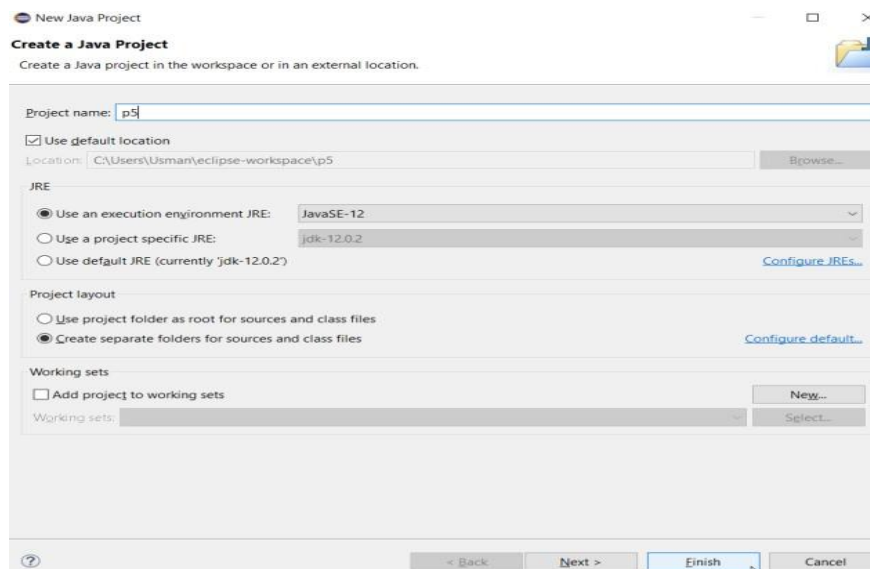 New Java Project
Create a Java Project
Create a Java project in the workspace or in an external location.
Project name: p5
Use default location
Location: C:\Users\Usman\eclipse-workspace\p5 Browse...
JRE
Use an execution environment JRE: JavaSE-12
Use a project specific JRE: jdk-12.0.2
Use default JRE (currently 'jdk-12.0.2') Configure JREs...
Project layout
Use project folder as root for sources and class files
Create separate folders for sources and class files Configure default...
Working sets
Add project to working sets New...
Working sets: Select...
? < Back Next > Finish Cancel